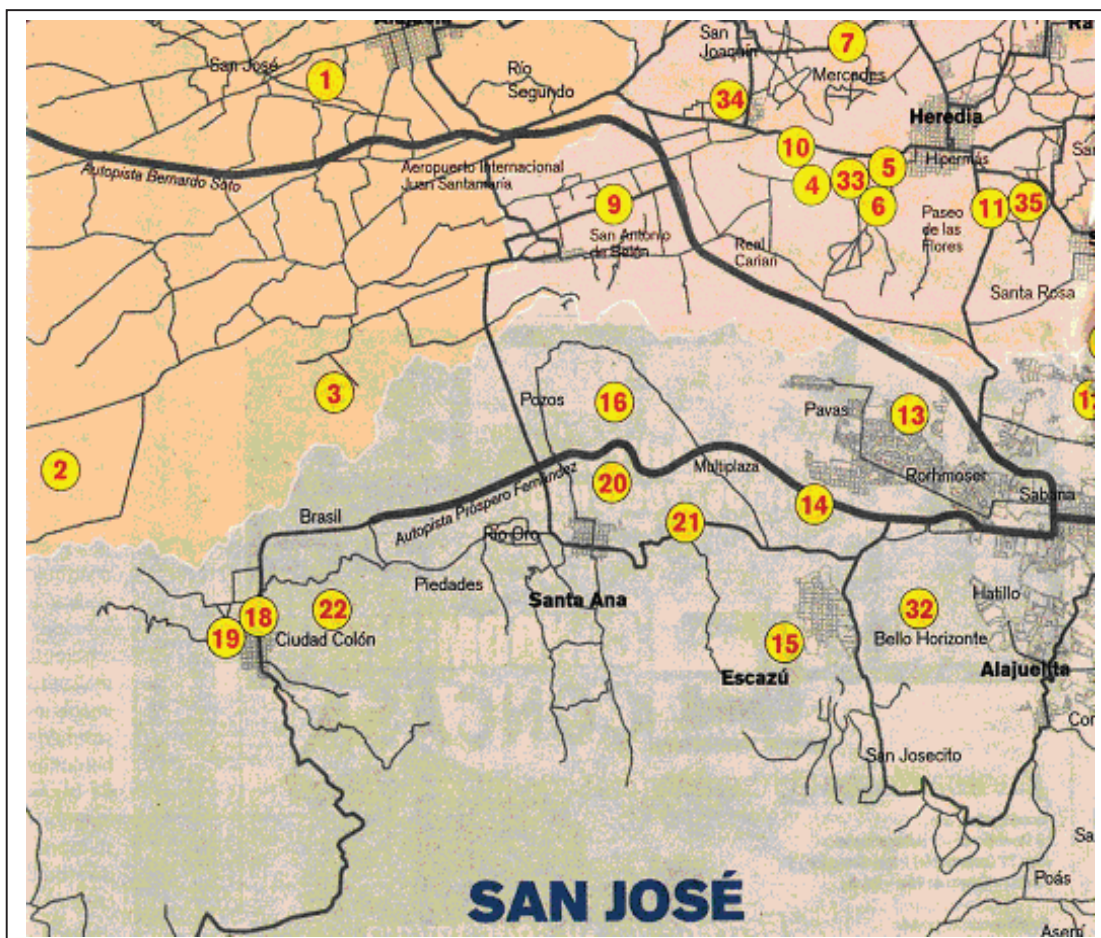 San
Joaquín
7
Mercedes
San José
1
Río
Segundo
34
Heredia
10
Hipermás
5
Autopista Bernardo Soto
Aeropuerto Internacional
Juan Santamaría
4
33
6
9
San Antonio
de Belén
Paseo
de las
Flores
11
35
Real
Cariari
Santa Rosa
3
Pozos
16
Pavas
13
2
20
Multiplaza
Rorhmoser
Sabana
14
Brasil
Autopista Próspero Fernández
21
Río Oro
Piedades
Santa Ana
Hatillo
18
22
19
Ciudad Colón
32
Bello Horizonte
15
Escazú
Alajuelita
San Josecito
Poás
SAN JOSÉ